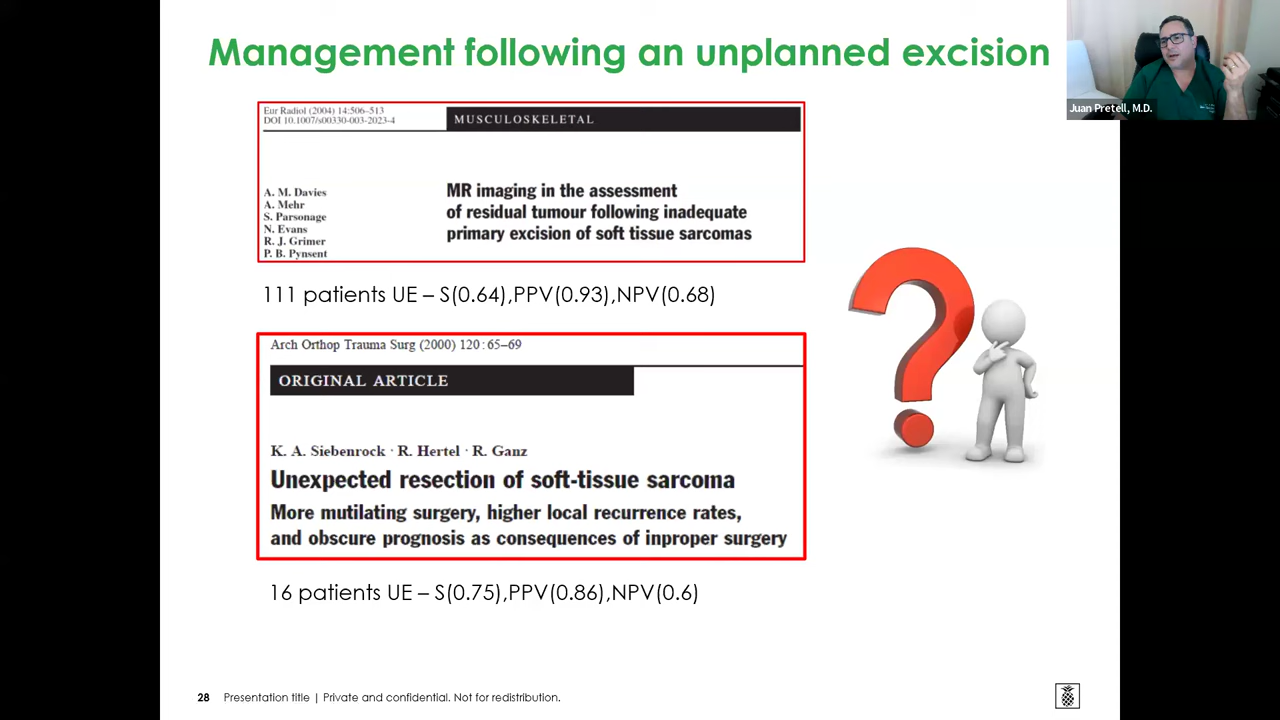 Management following an unplanned excision
Juan Pretell, M.D.
Eur Radiol (2004) 14:506–513
DOI 10.1007/s00330-003-2023-4
MUSCULOSKELETAL
A. M. Davies
A. Mehr
S. Parsonage
N. Evans
R. J. Grimer
P. B. Pynsent
MR imaging in the assessment
of residual tumour following inadequate
primary excision of soft tissue sarcomas
111 patients UE – S(0.64),PPV(0.93),NPV(0.68)
Arch Orthop Trauma Surg (2000) 120:65–69
ORIGINAL ARTICLE
K. A. Siebenrock · R. Hertel · R. Ganz
Unexpected resection of soft-tissue sarcoma
More mutilating surgery, higher local recurrence rates,
and obscure prognosis as consequences of inproper surgery
16 patients UE – S(0.75),PPV(0.86),NPV(0.6)
28 Presentation title | Private and confidential. Not for redistribution.